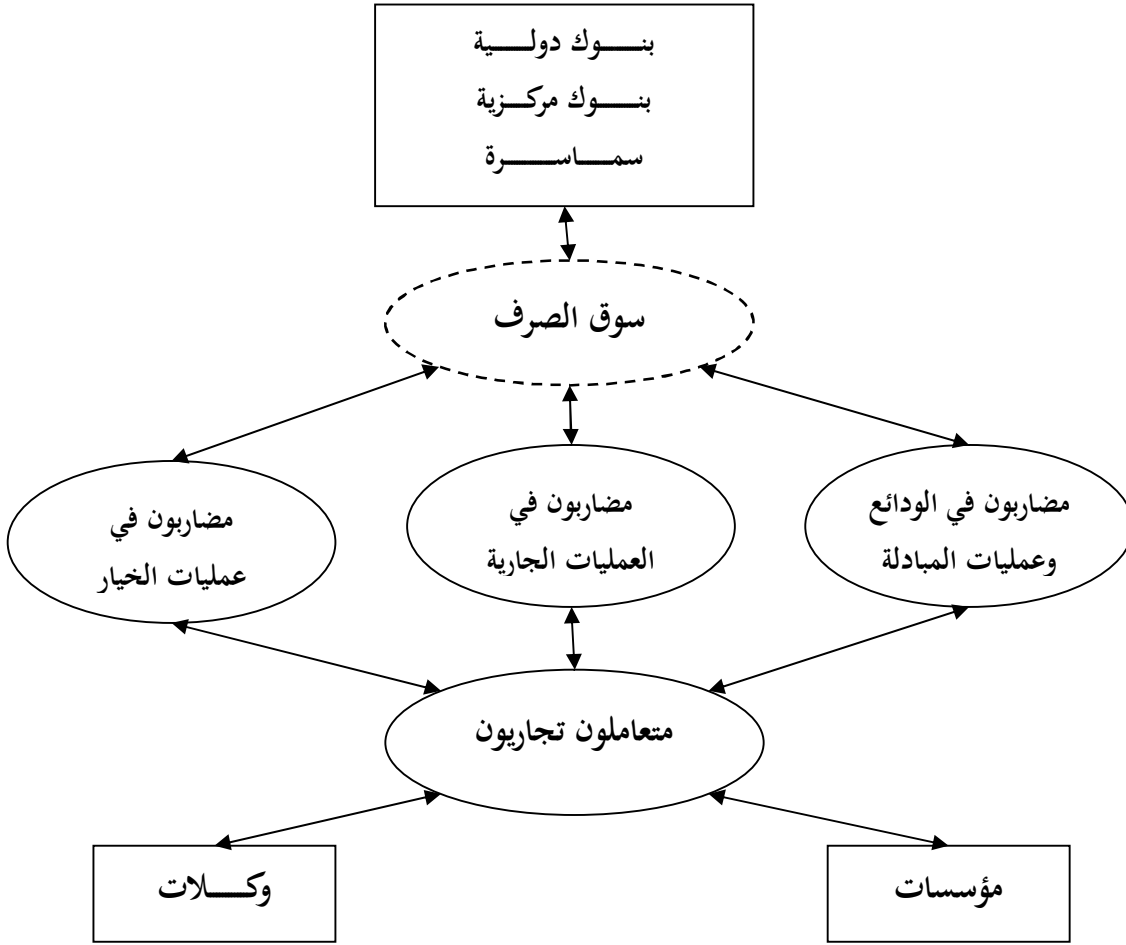 بنـــوك دولـــية
بنـــوك مركـــزية
سمـــاســـرة
سوق الصرف
مضاربون في الودائع
وعمليات المبادلة
مضاربون في
العمليات الجارية
مضاربون في
عمليات الخيار
متعاملون تجاريون
مؤسسات
وكـــلات